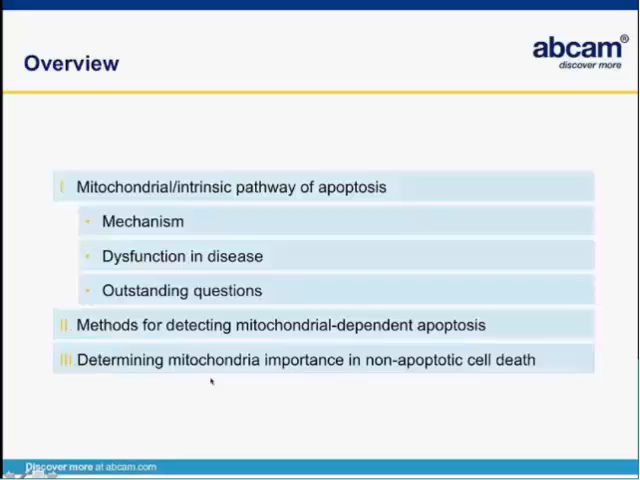 Overview
abcam®
discover more
I Mitochondrial/intrinsic pathway of apoptosis
• Mechanism
• Dysfunction in disease
• Outstanding questions
II. Methods for detecting mitochondrial-dependent apoptosis
III. Determining mitochondria importance in non-apoptotic cell death
Discover more at abcam.com